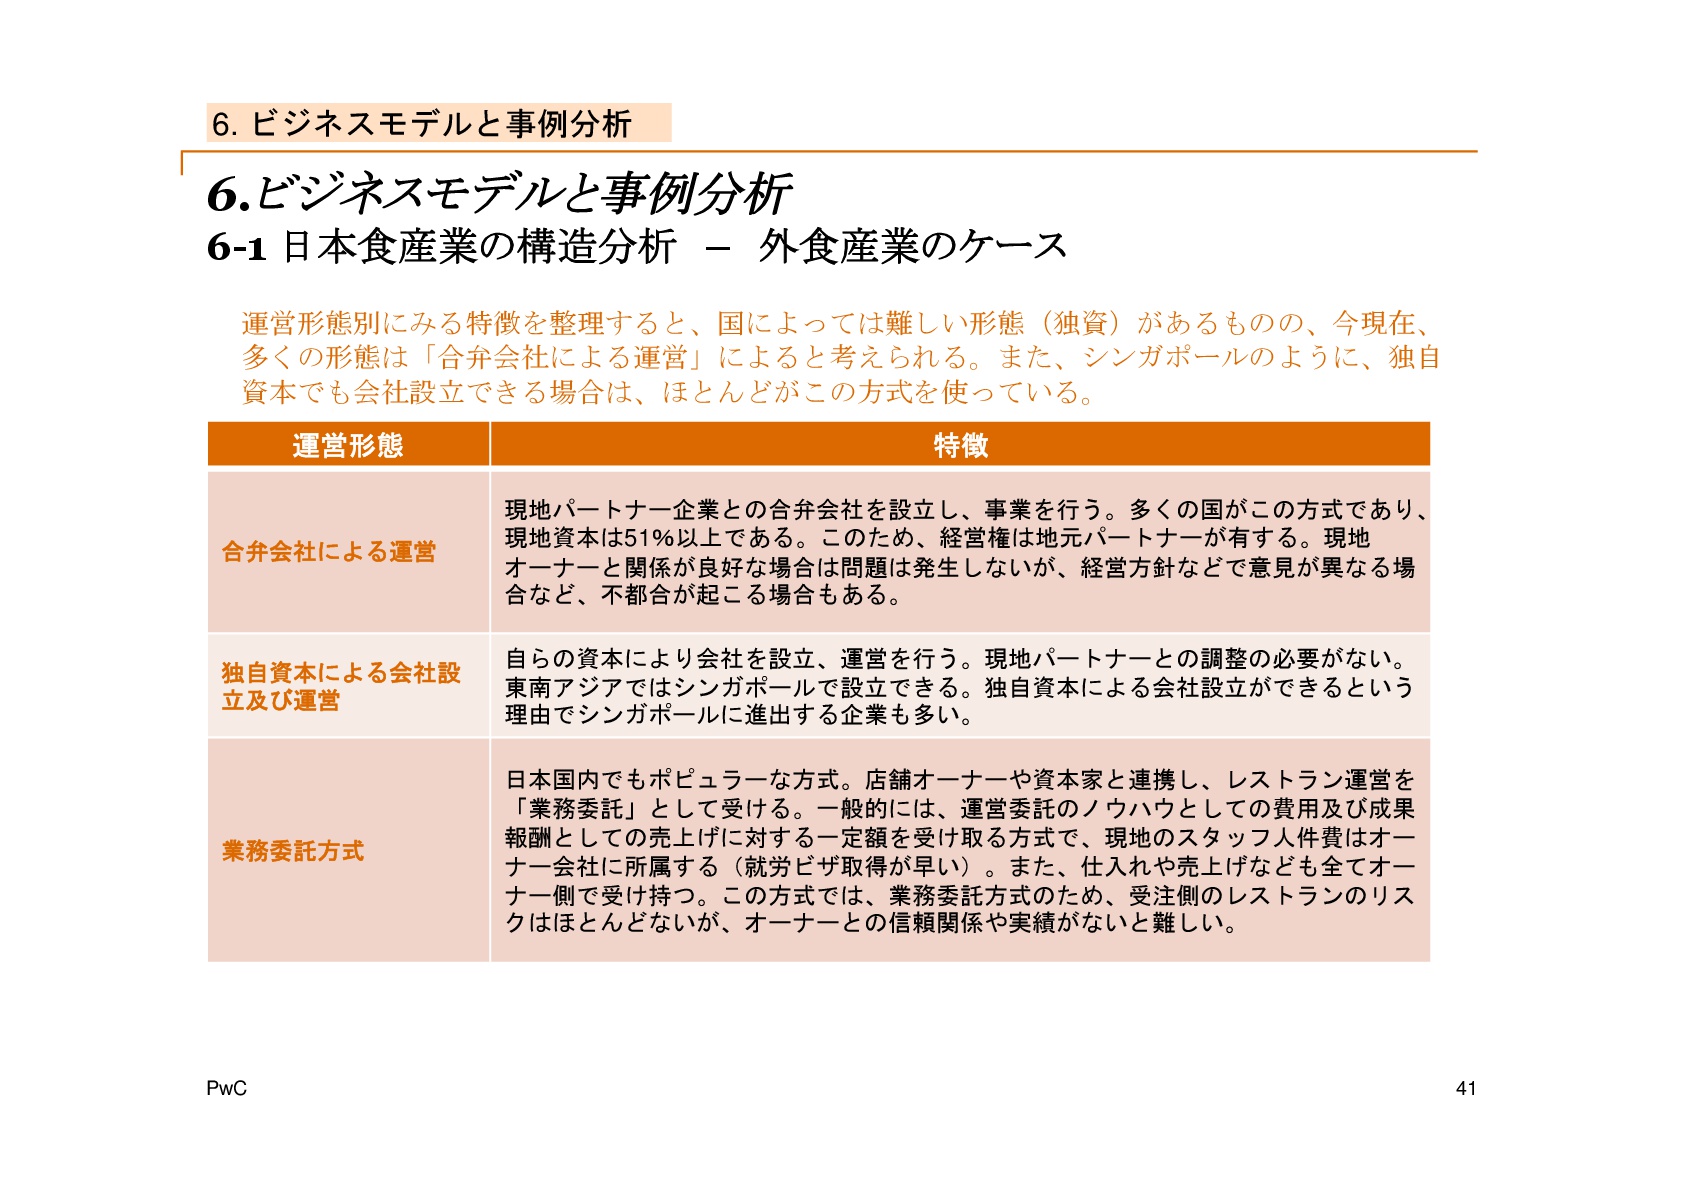 6. ビジネスモデルと事例分析
6.ビジネスモデルと事例分析
6-1 日本食産業の構造分析 － 外食産業のケース
運営形態別にみる特徴を整理すると、国によっては難しい形態（独資）があるものの、今現在、
多くの形態は「合弁会社による運営」によると考えられる。また、シンガポールのように、独自
資本でも会社設立できる場合は、ほとんどがこの方式を使っている。
運営形態
特徴
合弁会社による運営
現地パートナー企業との合弁会社を設立し、事業を行う。多くの国がこの方式であり、
現地資本は51%以上である。このため、経営権は地元パートナーが有する。現地
オーナーと関係が良好な場合は問題は発生しないが、経営方針などで意見が異なる場
合など、不都合が起こる場合もある。
独自資本による会社設
立及び運営
自らの資本により会社を設立、運営を行う。現地パートナーとの調整の必要がない。
東南アジアではシンガポールで設立できる。独自資本による会社設立ができるという
理由でシンガポールに進出する企業も多い。
業務委託方式
日本国内でもポピュラーな方式。店舗オーナーや資本家と連携し、レストラン運営を
「業務委託」として受ける。一般的には、運営委託のノウハウとしての費用及び成果
報酬としての売上げに対する一定額を受け取る方式で、現地のスタッフ人件費はオー
ナー会社に所属する（就労ビザ取得が早い）。また、仕入れや売上げなども全てオー
ナー側で受け持つ。この方式では、業務委託方式のため、受注側のレストランのリス
クはほとんどないが、オーナーとの信頼関係や実績がないと難しい。
PwC
41